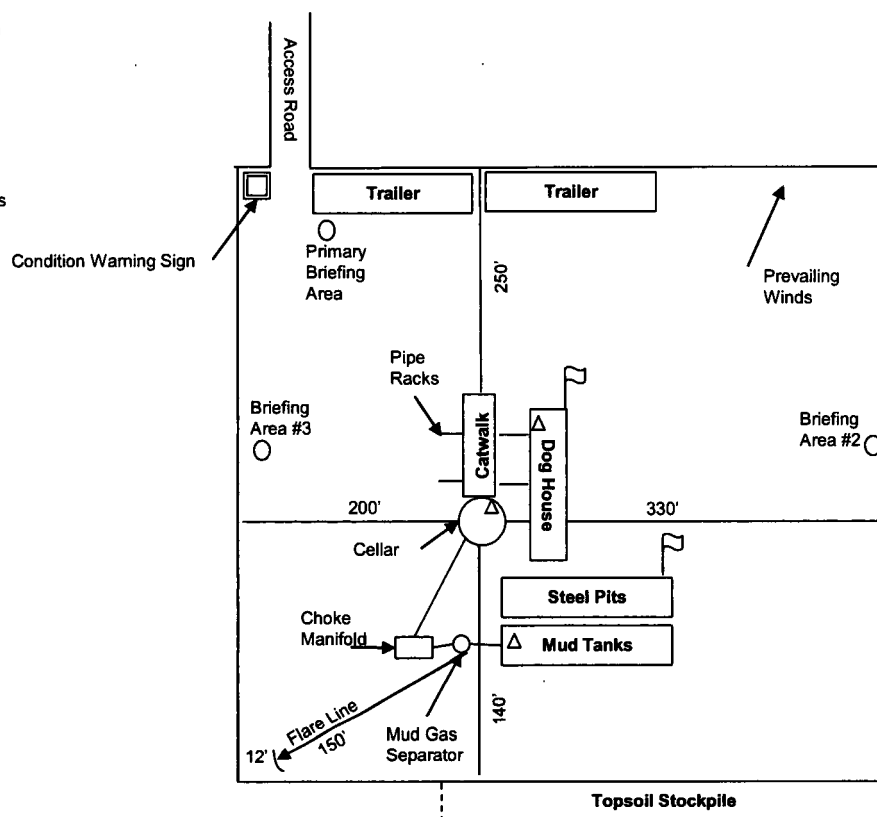 Access Road
s
Trailer
Trailer
Condition Warning Sign
Primary
Briefing
Area
250'
Prevailing
Winds
Pipe
Racks
Briefing
Area #3
Catwalk
Dog House
Briefing
Area #2
200'
330'
Cellar
Steel Pits
Choke
Manifold
Mud Tanks
140'
Flare Line
150'
12'
Mud Gas
Separator
Topsoil Stockpile